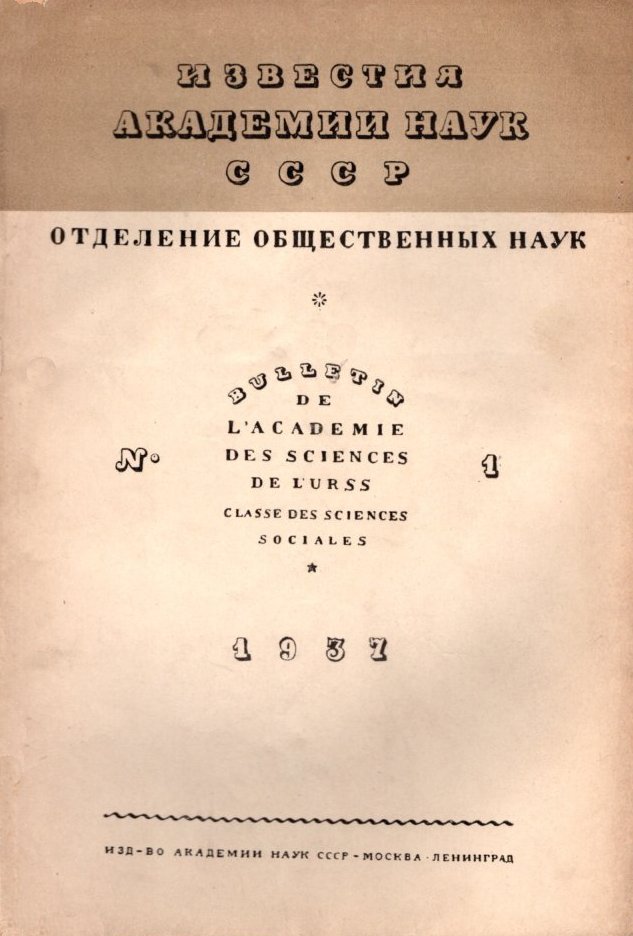 ИЗВЕСТИЯ
АКАДЕМИИ НАУК
СССР
ОТДЕЛЕНИЕ ОБЩЕСТВЕННЫХ НАУК
BULLETIN
DE
L'ACADEMIE
DES SCIENCES
DE L'URSS
CLASSE DES SCIENCES
SOCIALES
№ 1
1937
ИЗД-ВО АКАДЕМИИ НАУК СССР - МОСКВА · ЛЕНИНГРАД